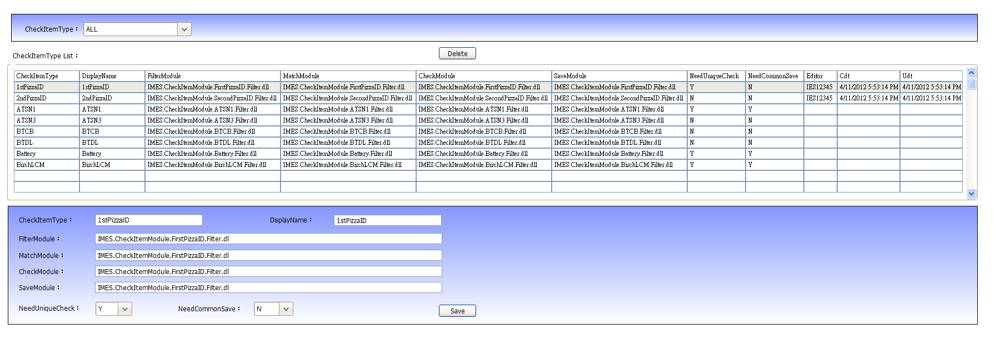 CheckItemType： ALL
CheckItemType List： Delete
CheckItemType DisplayName FilterModule MatchModule CheckModule SaveModule NeedUniqueCheck NeedCommonSave Editor Cdt Udt
1stPizzaID 1stPizzaID IMES.CheckItemModule.FirstPizzaID.Filter.dll IMES.CheckItemModule.FirstPizzaID.Filter.dll IMES.CheckItemModule.FirstPizzaID.Filter.dll IMES.CheckItemModule.FirstPizzaID.Filter.dll Y N IES12345 4/11/2012 5:53:14 PM 4/11/2012 5:53:14 PM
2ndPizzaID 2ndPizzaID IMES.CheckItemModule.SecondPizzaID.Filter.dll IMES.CheckItemModule.SecondPizzaID.Filter.dll IMES.CheckItemModule.SecondPizzaID.Filter.dll IMES.CheckItemModule.SecondPizzaID.Filter.dll N N IES12345 4/11/2012 5:53:14 PM 4/11/2012 5:53:14 PM
ATSN1 ATSN1 IMES.CheckItemModule.ATSN1.Filter.dll IMES.CheckItemModule.ATSN1.Filter.dll IMES.CheckItemModule.ATSN1.Filter.dll IMES.CheckItemModule.ATSN1.Filter.dll Y Y
ATSN3 ATSN3 IMES.CheckItemModule.ATSN3.Filter.dll IMES.CheckItemModule.ATSN3.Filter.dll IMES.CheckItemModule.ATSN3.Filter.dll IMES.CheckItemModule.ATSN3.Filter.dll N N
BTCB BTCB IMES.CheckItemModule.BTCB.Filter.dll IMES.CheckItemModule.BTCB.Filter.dll IMES.CheckItemModule.BTCB.Filter.dll IMES.CheckItemModule.BTCB.Filter.dll N N
BTDL BTDL IMES.CheckItemModule.BTDL.Filter.dll IMES.CheckItemModule.BTDL.Filter.dll IMES.CheckItemModule.BTDL.Filter.dll IMES.CheckItemModule.BTDL.Filter.dll N N
Battery Battery IMES.CheckItemModule.Battery.Filter.dll IMES.CheckItemModule.Battery.Filter.dll IMES.CheckItemModule.Battery.Filter.dll IMES.CheckItemModule.Battery.Filter.dll Y Y
BirchLCM BirchLCM IMES.CheckItemModule.BirchLCM.Filter.dll IMES.CheckItemModule.BirchLCM.Filter.dll IMES.CheckItemModule.BirchLCM.Filter.dll IMES.CheckItemModule.BirchLCM.Filter.dll Y Y
CheckItemType： 1stPizzaID DisplayName： 1stPizzaID
FilterModule： IMES.CheckItemModule.FirstPizzaID.Filter.dl
MatchModule： IMES.CheckItemModule.FirstPizzaID.Filter.dl
CheckModule： IMES.CheckItemModule.FirstPizzaID.Filter.dl
SaveModule： IMES.CheckItemModule.FirstPizzaID.Filter.dl
NeedUniqueCheck： Y NeedCommonSave： N Save